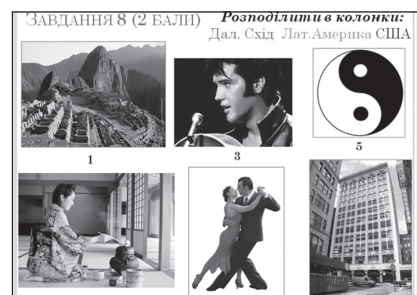 Завдання 8 (2 бали)
Розподілити в колонки:
Дал. Схід Лат.Америка США
1
3
5